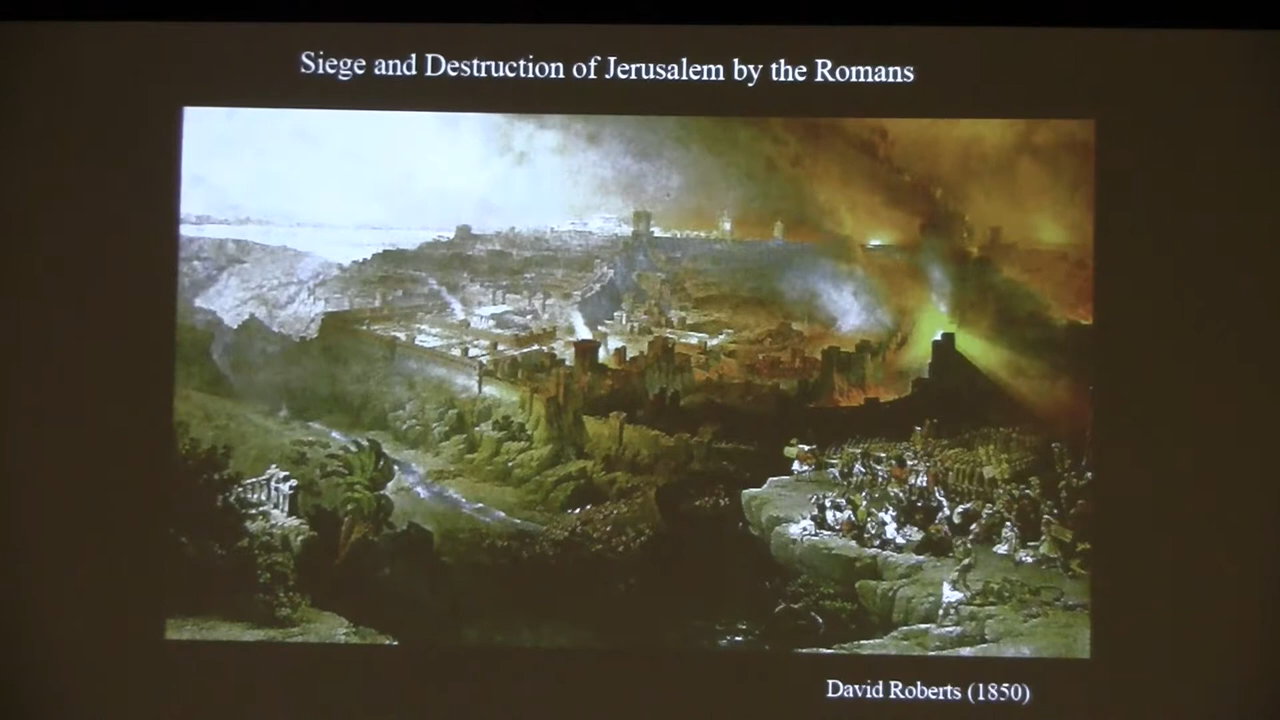 Siege and Destruction of Jerusalem by the Romans
David Roberts (1850)